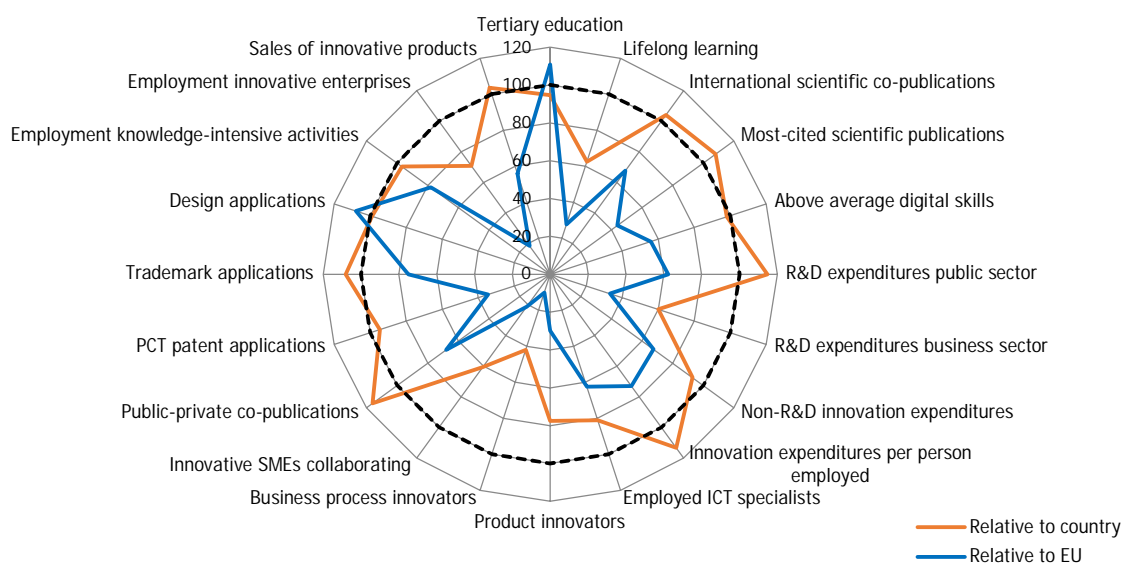 Tertiary education
Lifelong learning
International scientific co-publications
Most-cited scientific publications
Above average digital skills
R&D expenditures public sector
R&D expenditures business sector
Non-R&D innovation expenditures
Innovation expenditures per person
employed
Employed ICT specialists
Product innovators
Business process innovators
Innovative SMEs collaborating
Public-private co-publications
PCT patent applications
Trademark applications
Design applications
Employment knowledge-intensive activities
Employment innovative enterprises
Sales of innovative products
120
100
80
60
40
20
0
Relative to country
Relative to EU